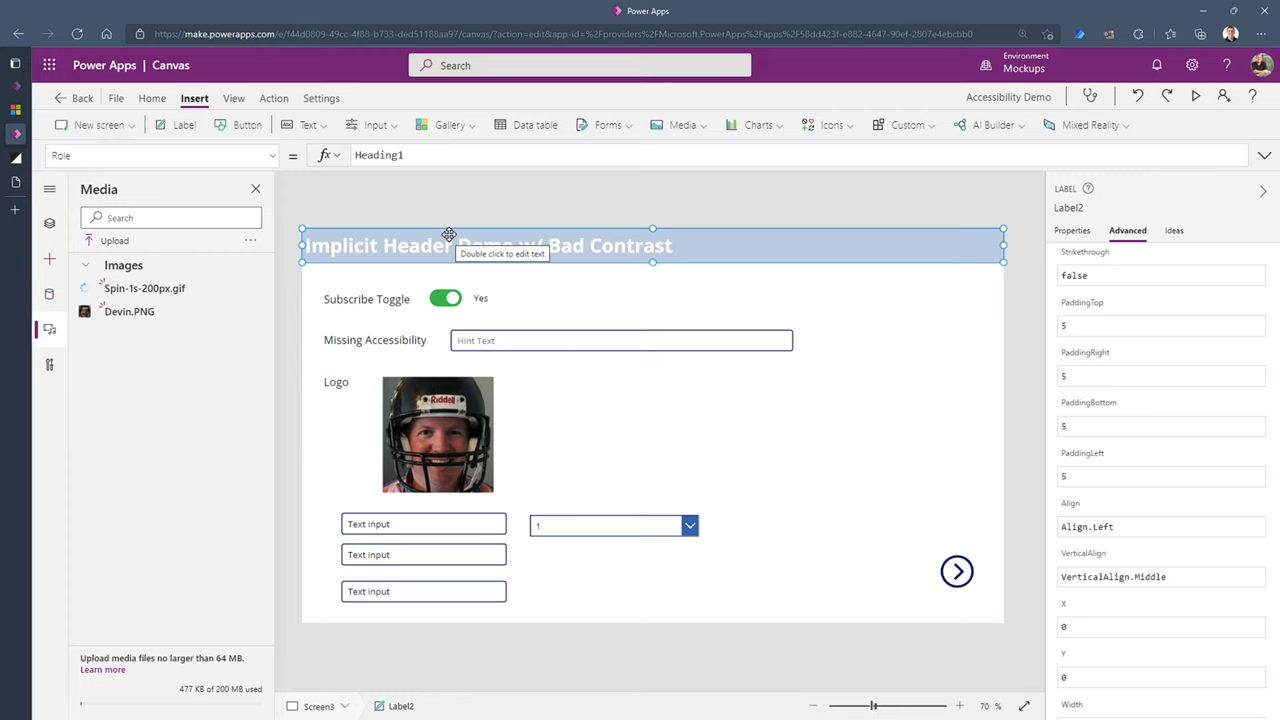 Power Apps
https://make.powerapps.com/e/f44d0809-49cc-4f88-b733-ded51188aa97/canvas/?action=edit&app-id=%2Fproviders%2FMicrosoft.PowerApps%2Fapps%2F58dd423f-e882-4647-90ef-2807e4ebcbb0
Power Apps | Canvas
Search
Environment
Mockups
Back
File
Home
Insert
View
Action
Settings
Accessibility Demo
New screen
Label
Button
Text
Input
Gallery
Data table
Forms
Media
Charts
Icons
Custom
AI Builder
Mixed Reality
Role
=
fx
Heading1
Media
Search
Upload
Images
Spin-1s-200px.gif
Devin.PNG
Upload media files no larger than 64 MB.
Learn more
477 KB of 200 MB used
Implicit Header Demo w/ Bad Contrast
Double click to edit text
Subscribe Toggle
Yes
Missing Accessibility
Hint Text
Logo
Riddell
Text input
1
Text input
Text input
Screen3
Label2
70 %
LABEL
Label2
Properties
Advanced
Ideas
Strikethrough
false
PaddingTop
5
PaddingRight
5
PaddingBottom
5
PaddingLeft
5
Align
Align.Left
VerticalAlign
VerticalAlign.Middle
X
0
Y
0
Width